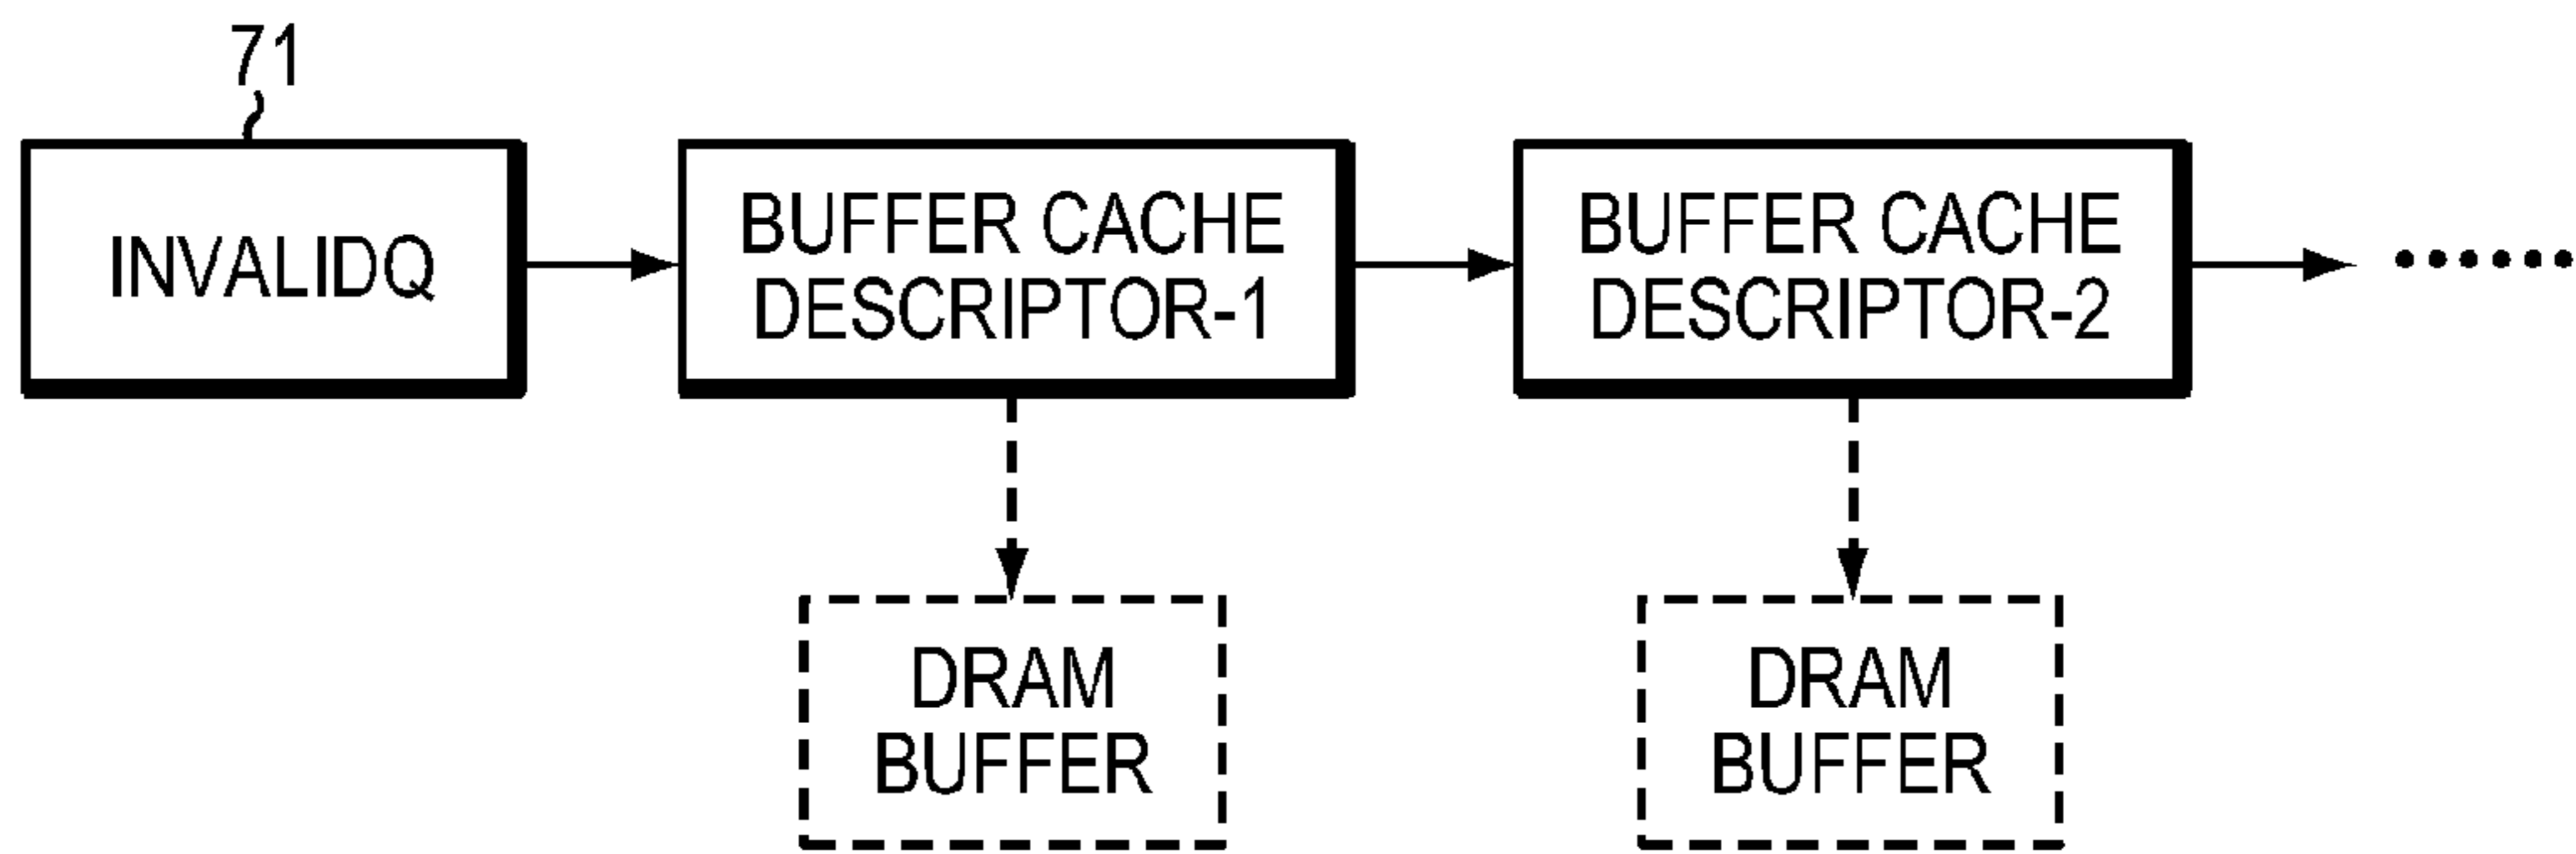 71
INVALIDQ
BUFFER CACHE
DESCRIPTOR-1
BUFFER CACHE
DESCRIPTOR-2
......
DRAM
BUFFER
DRAM
BUFFER